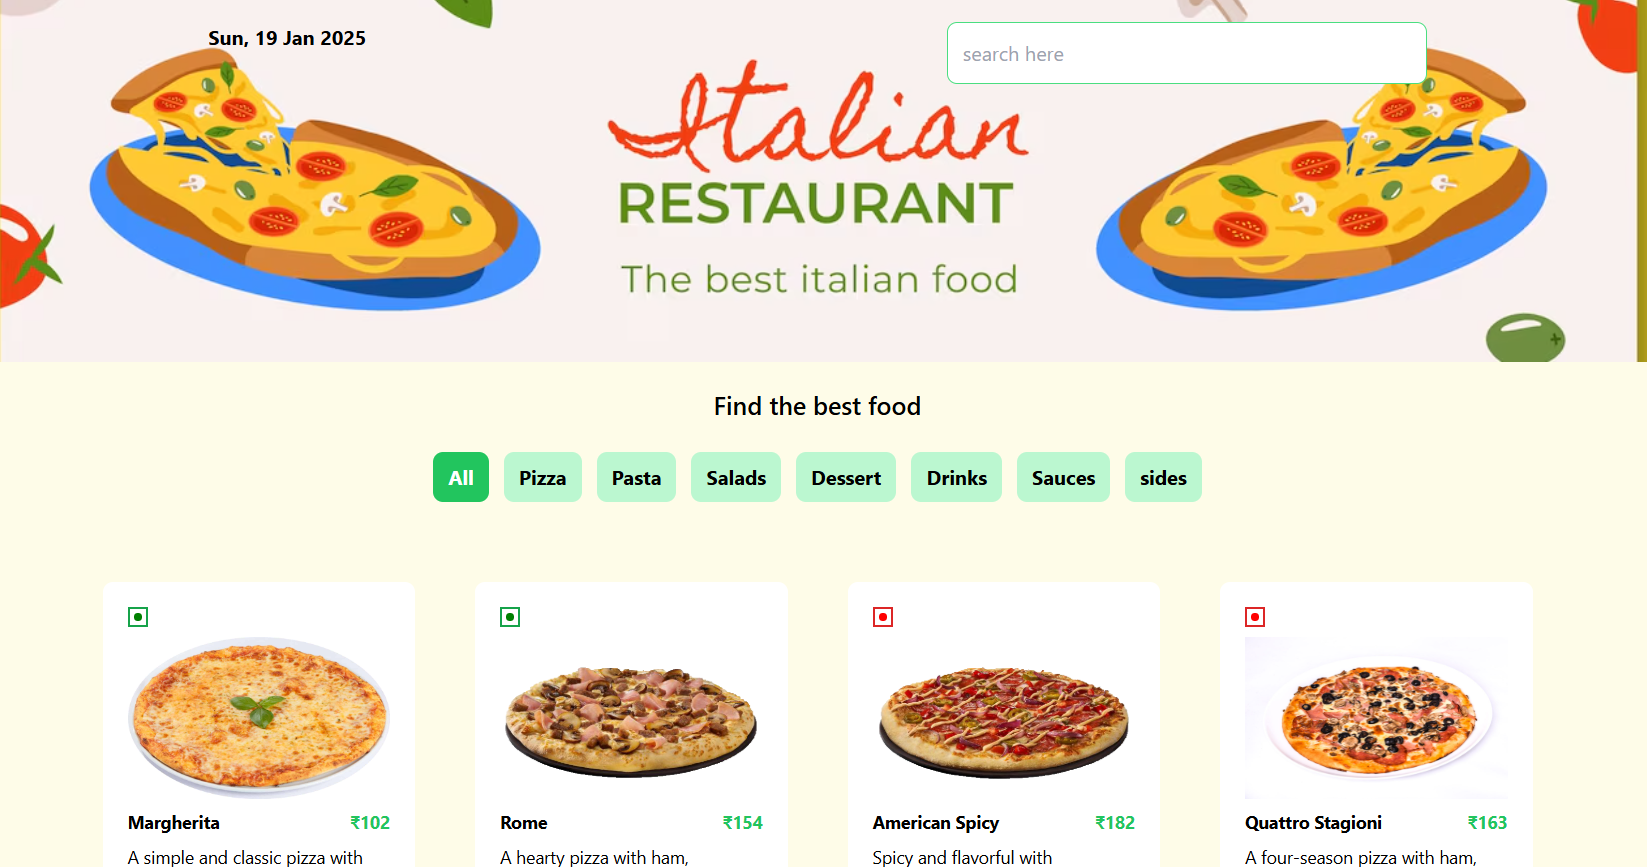 Sun, 19 Jan 2025
search here
Italian
RESTAURANT
The best italian food
Find the best food
All Pizza Pasta Salads Dessert Drinks Sauces sides
Margherita ₹102
A simple and classic pizza with
Rome ₹154
A hearty pizza with ham,
American Spicy ₹182
Spicy and flavorful with
Quattro Stagioni ₹163
A four-season pizza with ham,